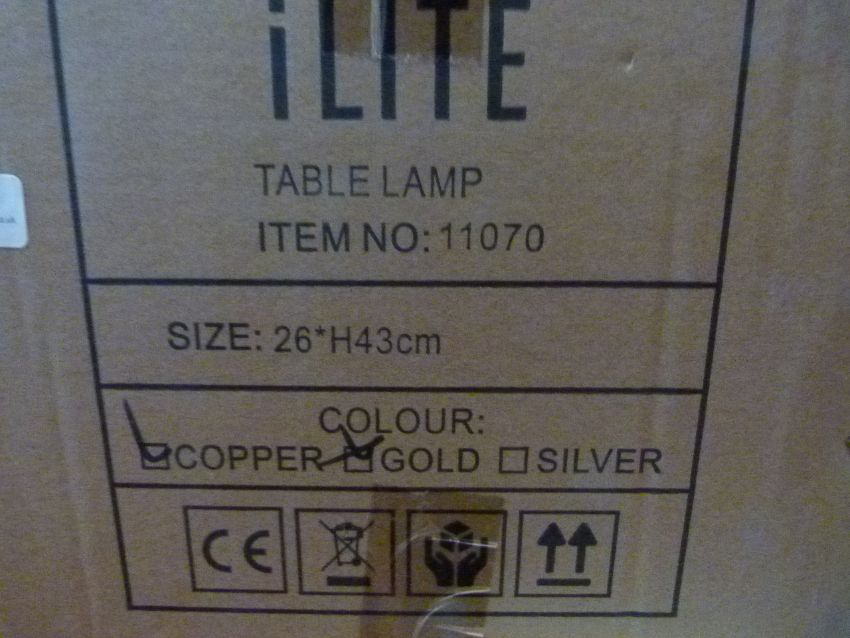 iLITE
TABLE LAMP
ITEM NO: 11070
SIZE: 26*H43cm
COLOUR:
COPPER GOLD SILVER
CE